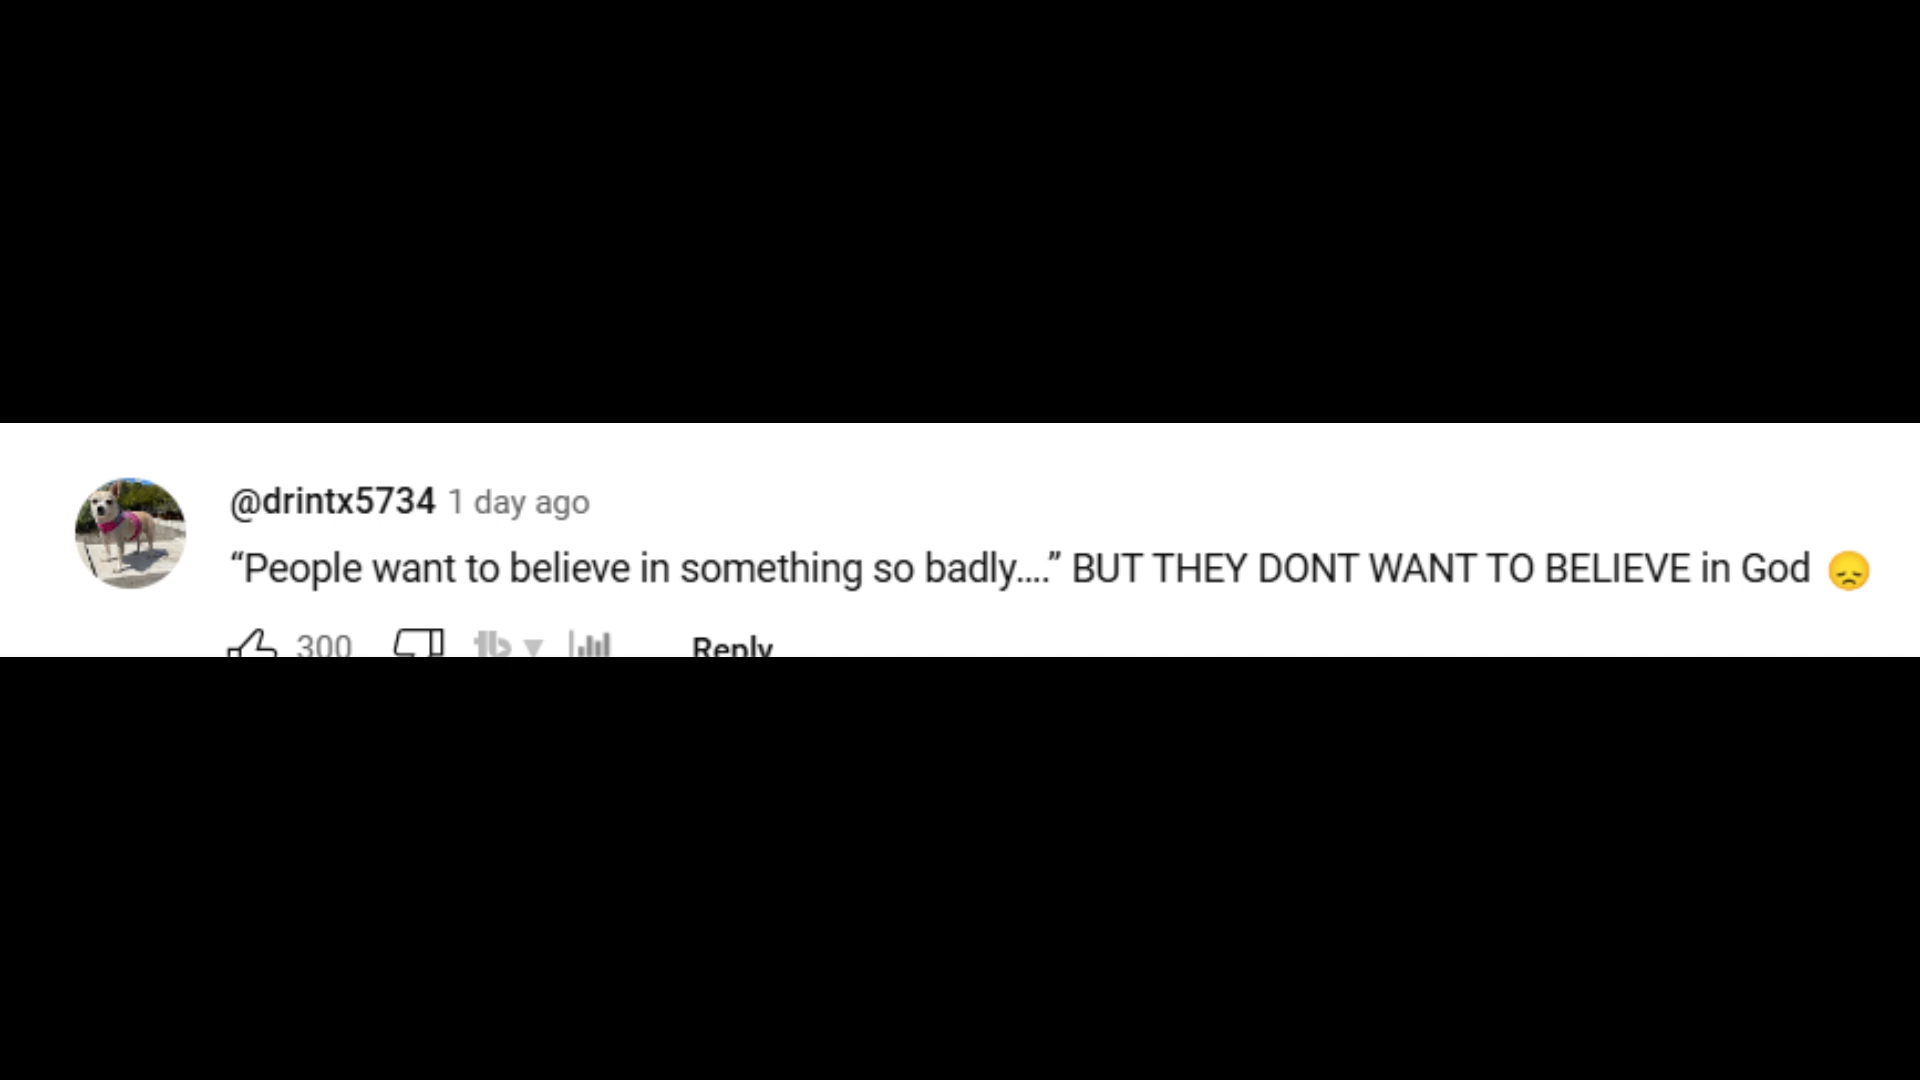 @drintx5734 1 day ago
“People want to believe in something so badly....” BUT THEY DONT WANT TO BELIEVE in God 😞
300 tb Reply